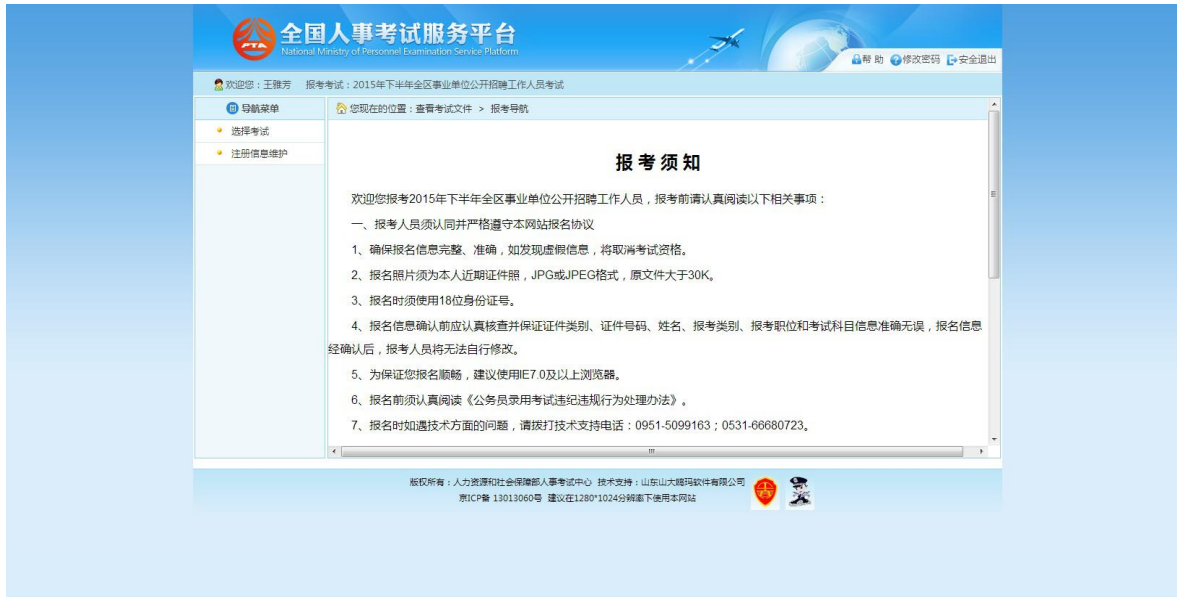 全国人事考试服务平台
PTA
National Ministry of Personnel Examination Service Platform
帮 助 修改密码 安全退出
欢迎您：王雅芳 报考考试：2015年下半年全区事业单位公开招聘工作人员考试
导航菜单
您现在的位置：查看考试文件 > 报考导航
选择考试
注册信息维护
报 考 须 知
欢迎您报考2015年下半年全区事业单位公开招聘工作人员，报考前请认真阅读以下相关事项：
一、报考人员须认同并严格遵守本网站报名协议
1、确保报名信息完整、准确，如发现虚假信息，将取消考试资格。
2、报名照片须为本人近期证件照，JPG或JPEG格式，原文件大于30K。
3、报名时须使用18位身份证号。
4、报名信息确认前应认真核查并保证证件类别、证件号码、姓名、报考类别、报考职位和考试科目信息准确无误，报名信息
经确认后，报考人员将无法自行修改。
5、为保证您报名顺畅，建议使用IE7.0及以上浏览器。
6、报名前须认真阅读《公务员录用考试违纪违规行为处理办法》。
7、报名时如遇技术方面的问题，请拨打技术支持电话：0951-5099163；0531-66680723。
版权所有：人力资源和社会保障部人事考试中心 技术支持：山东山大鸥玛软件有限公司
京ICP备 13013060号 建议在1280*1024分辨率下使用本网站